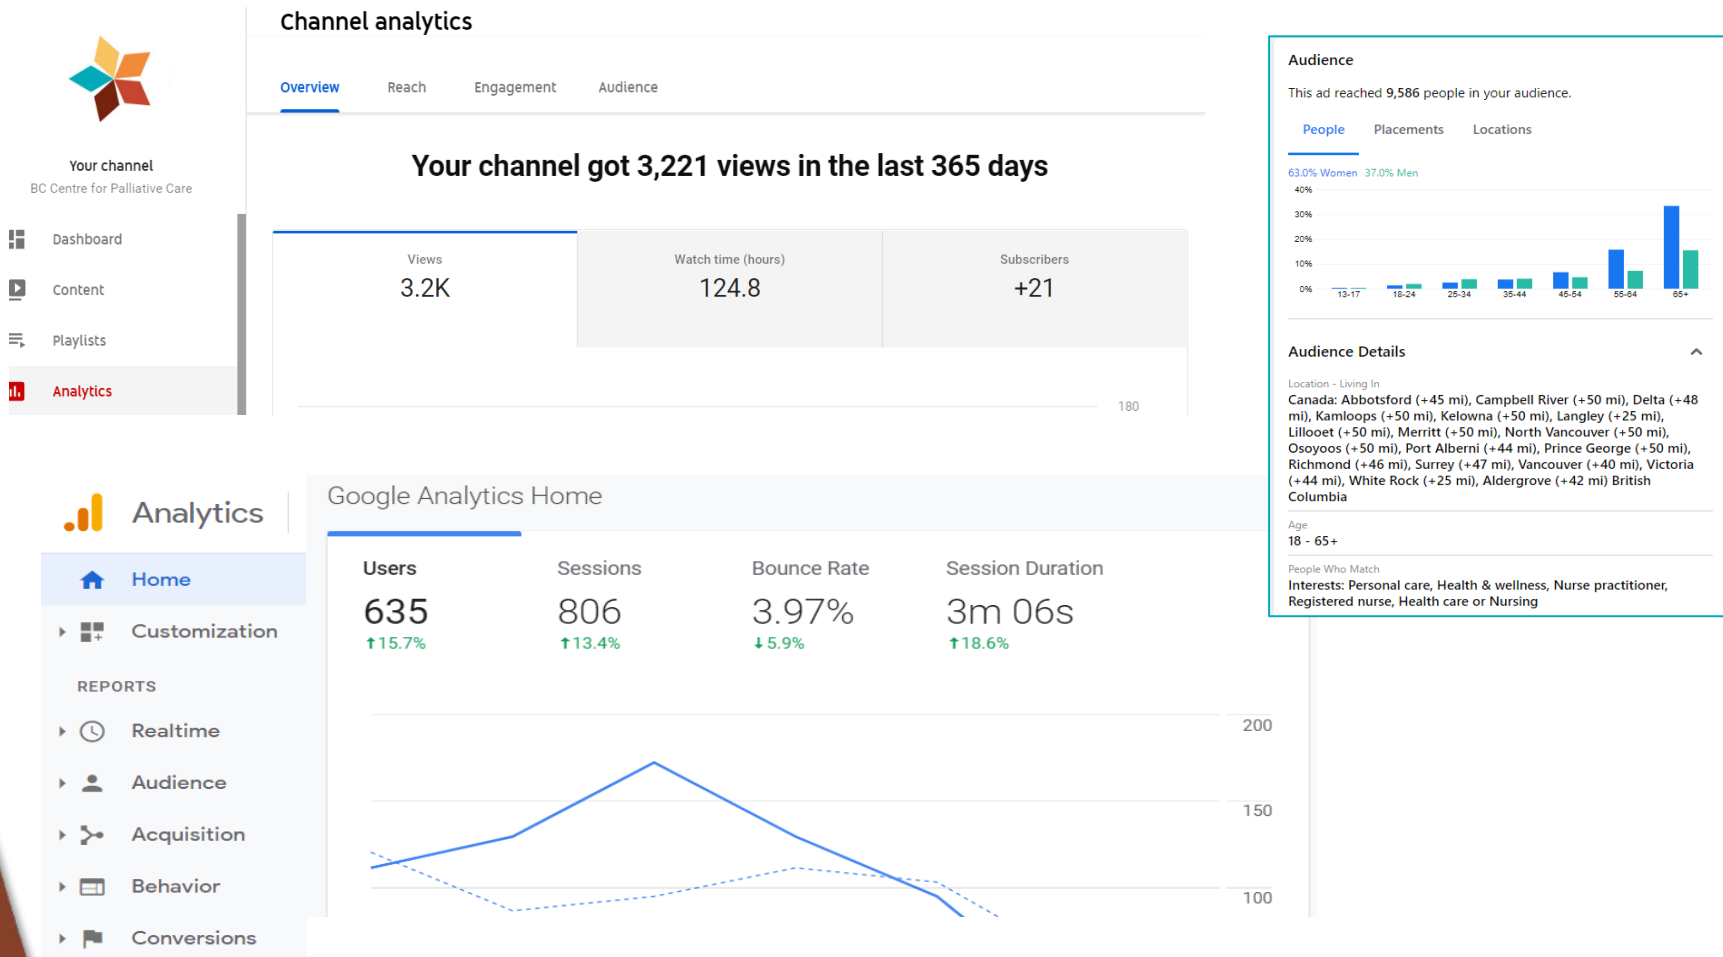 Channel analytics
Your channel
BC Centre for Palliative Care
Dashboard
Content
Playlists
Analytics
Overview Reach Engagement Audience
Your channel got 3,221 views in the last 365 days
Views Watch time (hours) Subscribers
3.2K 124.8 +21
180
Audience
This ad reached 9,586 people in your audience.
People Placements Locations
63.0% Women 37.0% Men
40%
30%
20%
10%
0%
13-17 18-24 25-34 35-44 45-54 55-64 65+
Audience Details
Location - Living In
Canada: Abbotsford (+45 mi), Campbell River (+50 mi), Delta (+48
mi), Kamloops (+50 mi), Kelowna (+50 mi), Langley (+25 mi),
Lillooet (+50 mi), Merritt (+50 mi), North Vancouver (+50 mi),
Osoyoos (+50 mi), Port Alberni (+44 mi), Prince George (+50 mi),
Richmond (+46 mi), Surrey (+47 mi), Vancouver (+40 mi), Victoria
(+44 mi), White Rock (+25 mi), Aldergrove (+42 mi) British
Columbia
Age
18 - 65+
People Who Match
Interests: Personal care, Health & wellness, Nurse practitioner,
Registered nurse, Health care or Nursing
Analytics
Home
Customization
REPORTS
Realtime
Audience
Acquisition
Behavior
Conversions
Google Analytics Home
Users Sessions Bounce Rate Session Duration
635 806 3.97% 3m 06s
↑15.7% ↑13.4% ↓5.9% ↑18.6%
200
150
100